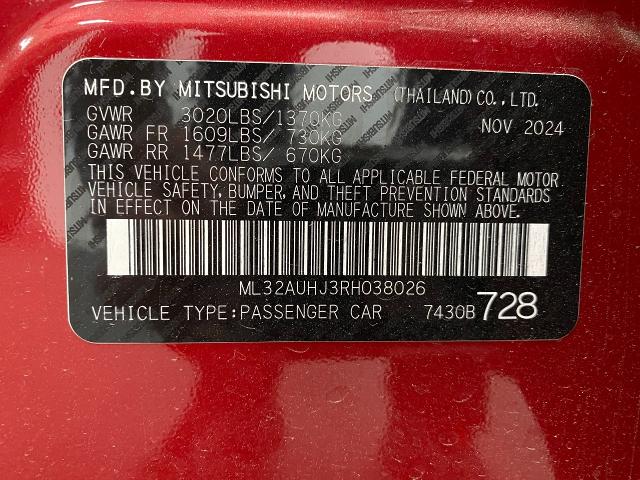 MFD.BY MITSUBISHI MOTORS (THAILAND)CO.,LTD.
GVWR 3020LBS/1370KG NOV 2024
GAWR FR 1609LBS/ 730KG
GAWR RR 1477LBS/ 670KG
THIS VEHICLE CONFORMS TO ALL APPLICABLE FEDERAL MOTOR
VEHICLE SAFETY, BUMPER, AND THEFT PREVENTION STANDARDS
IN EFFECT ON THE DATE OF MANUFACTURE SHOWN ABOVE.
ML32AUHJ3RH038026
VEHICLE TYPE:PASSENGER CAR 7430B 728